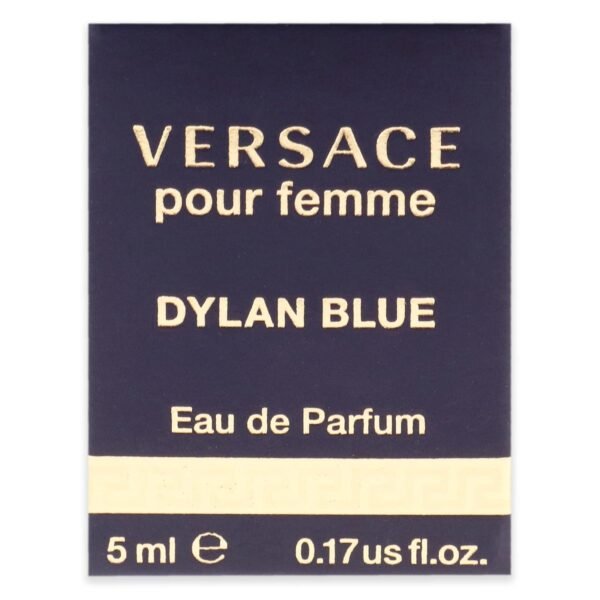 VERSACE
pour femme
DYLAN BLUE
Eau de Parfum
5 ml ℮ 0.17 us fl.oz.